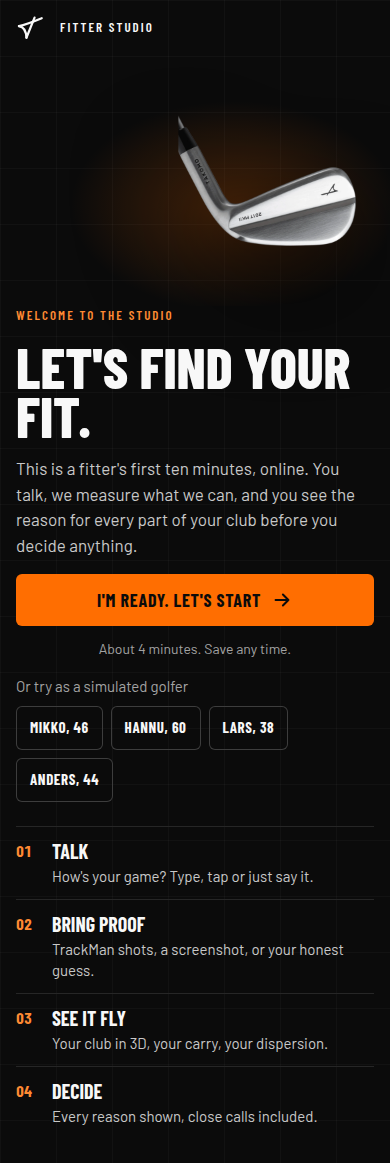 FITTER STUDIO
WELCOME TO THE STUDIO
LET'S FIND YOUR
FIT.
This is a fitter's first ten minutes, online. You
talk, we measure what we can, and you see the
reason for every part of your club before you
decide anything.
I'M READY. LET'S START →
About 4 minutes. Save any time.
Or try as a simulated golfer
MIKKO, 46
HANNU, 60
LARS, 38
ANDERS, 44
01 TALK
How's your game? Type, tap or just say it.
02 BRING PROOF
TrackMan shots, a screenshot, or your honest
guess.
03 SEE IT FLY
Your club in 3D, your carry, your dispersion.
04 DECIDE
Every reason shown, close calls included.